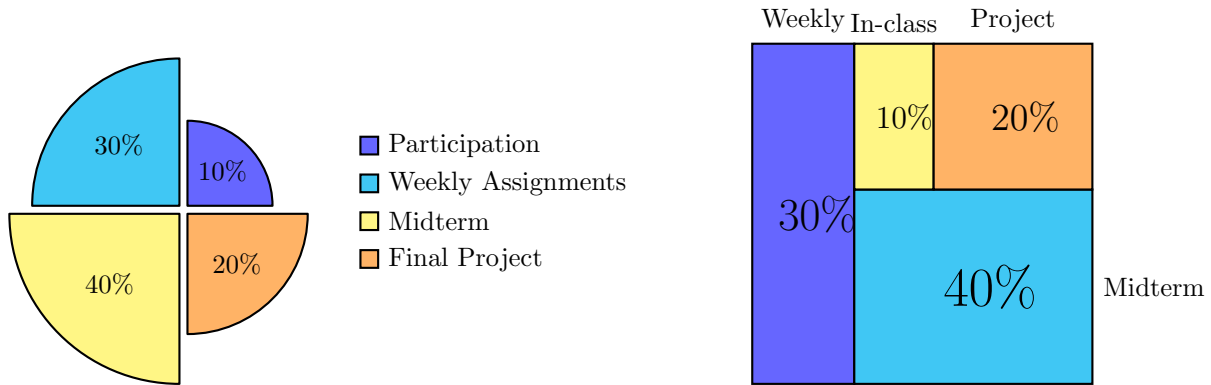 30%
10%
40%
20%
Participation
Weekly Assignments
Midterm
Final Project
Weekly In-class Project
10%
20%
30%
40%
Midterm